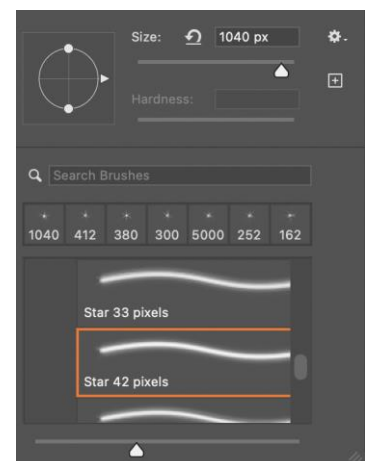 Size: 1040 px
Hardness:
Search Brushes
1040 412 380 300 5000 252 162
Star 33 pixels
Star 42 pixels